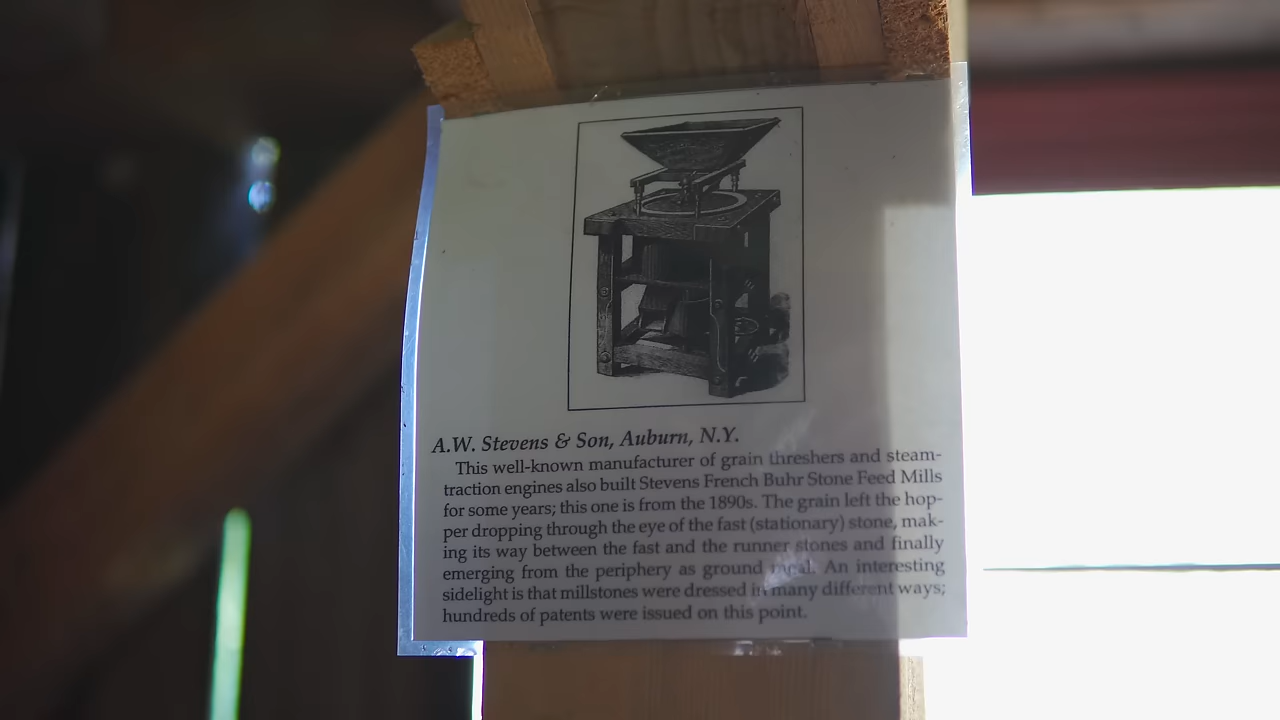 A.W. Stevens & Son, Auburn, N.Y.
This well-known manufacturer of grain threshers and steam-
traction engines also built Stevens French Buhr Stone Feed Mills
for some years; this one is from the 1890s. The grain left the hop-
per dropping through the eye of the fast (stationary) stone, mak-
ing its way between the fast and the runner stones and finally
emerging from the periphery as ground meal. An interesting
sidelight is that millstones were dressed in many different ways;
hundreds of patents were issued on this point.